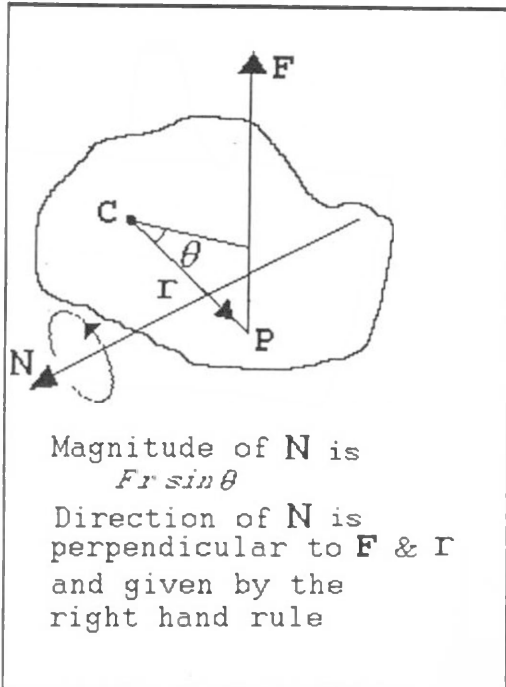 F
C
θ
r
P
N
Magnitude of N is
Fr sin θ
Direction of N is
perpendicular to F & r
and given by the
right hand rule